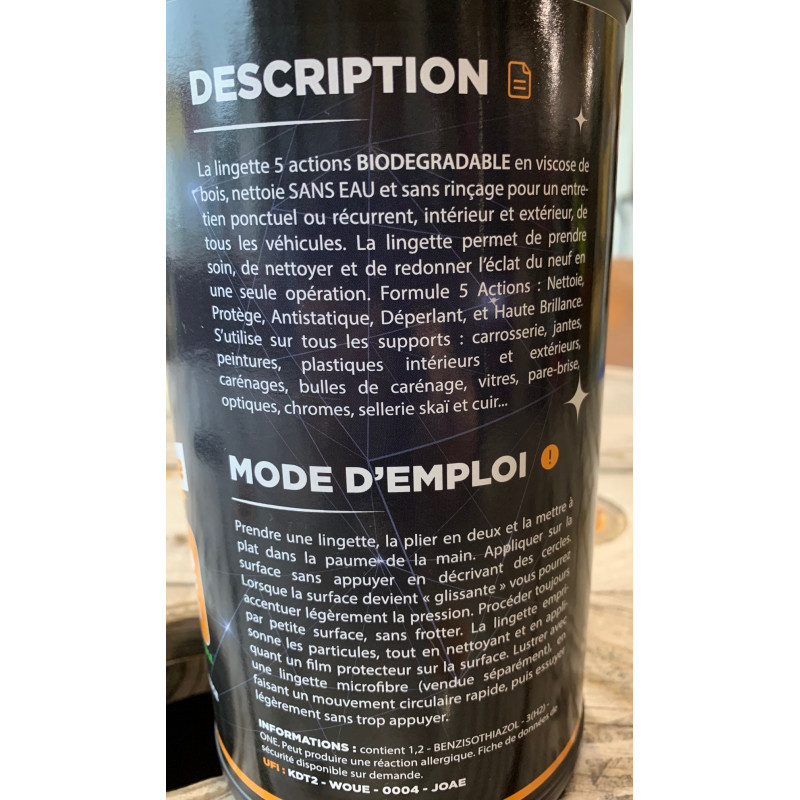 DESCRIPTION
La lingette 5 actions BIODEGRADABLE en viscose de
bois, nettoie SANS EAU et sans rinçage pour un entre-
tien ponctuel ou récurrent, intérieur et extérieur, de
tous les véhicules. La lingette permet de prendre
soin, de nettoyer et de redonner l'éclat du neuf en
une seule opération. Formule 5 Actions : Nettoie,
Protège, Antistatique, Déperlant, et Haute Brillance.
S'utilise sur tous les supports : carrosserie, jantes,
peintures, plastiques intérieurs et extérieurs,
carénages, bulles de carénage, vitres, pare-brise,
optiques, chromes, sellerie skaï et cuir...
MODE D'EMPLOI
Prendre une lingette, la plier en deux et la mettre à
plat dans la paume de la main. Appliquer sur la
surface sans appuyer en décrivant des cercles.
Lorsque la surface devient « glissante » vous pourrez
accentuer légèrement la pression. Procéder toujours
par petite surface, sans frotter. La lingette empri-
sonne les particules, tout en nettoyant et en appli-
quant un film protecteur sur la surface. Lustrer avec
une lingette microfibre (vendue séparément), en
faisant un mouvement circulaire rapide, puis essuyer
légèrement sans trop appuyer.
INFORMATIONS : contient 1,2 - BENZISOTHIAZOL - 3(H2) -
ONE. Peut produire une réaction allergique. Fiche de données de
sécurité disponible sur demande.
UFI : KDT2 - WOUE - 0004 - JOAE